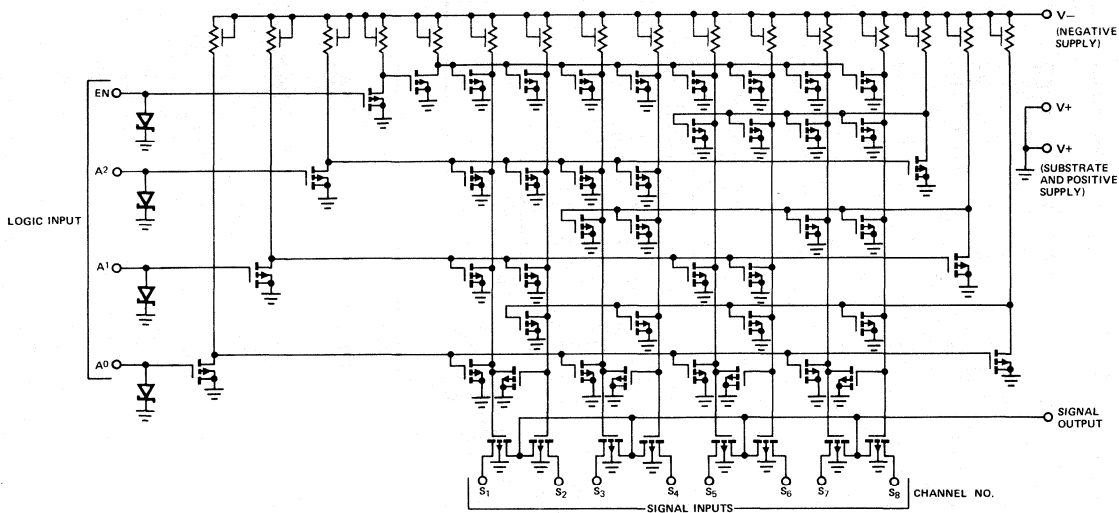 V–
(NEGATIVE
SUPPLY)
EN
V+
V+
(SUBSTRATE
AND POSITIVE
SUPPLY)
A2
LOGIC INPUT
A1
A0
SIGNAL
OUTPUT
S1 S2 S3 S4 S5 S6 S7 S8 CHANNEL NO.
SIGNAL INPUTS